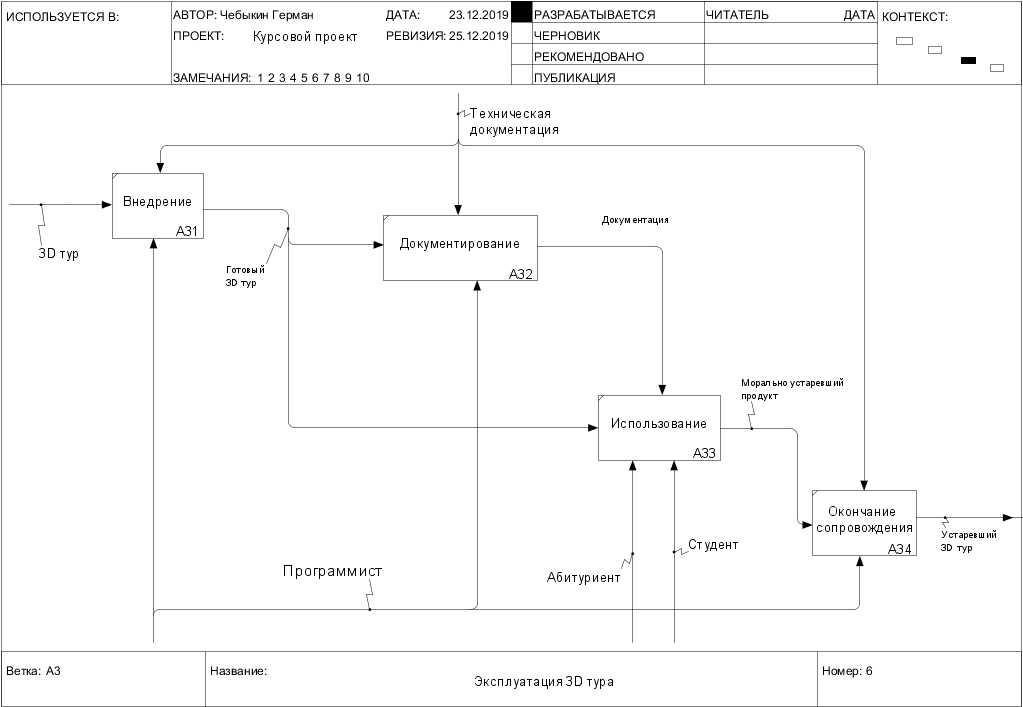 ИСПОЛЬЗУЕТСЯ В:
АВТОР: Чебыкин Герман
ДАТА: 23.12.2019
РАЗРАБАТЫВАЕТСЯ
ЧИТАТЕЛЬ
ДАТА
КОНТЕКСТ:
ПРОЕКТ: Курсовой проект
РЕВИЗИЯ: 25.12.2019
ЧЕРНОВИК
РЕКОМЕНДОВАНО
ЗАМЕЧАНИЯ: 1 2 3 4 5 6 7 8 9 10
ПУБЛИКАЦИЯ
Техническая
документация
Внедрение
A31
3D тур
Готовый
3D тур
Документирование
A32
Документация
Использование
A33
Морально устаревший
продукт
Окончание
сопровождения
A34
Устаревший
3D тур
Студент
Абитуриент
Программист
Ветка: A3
Название:
Эксплуатация 3D тура
Номер: 6